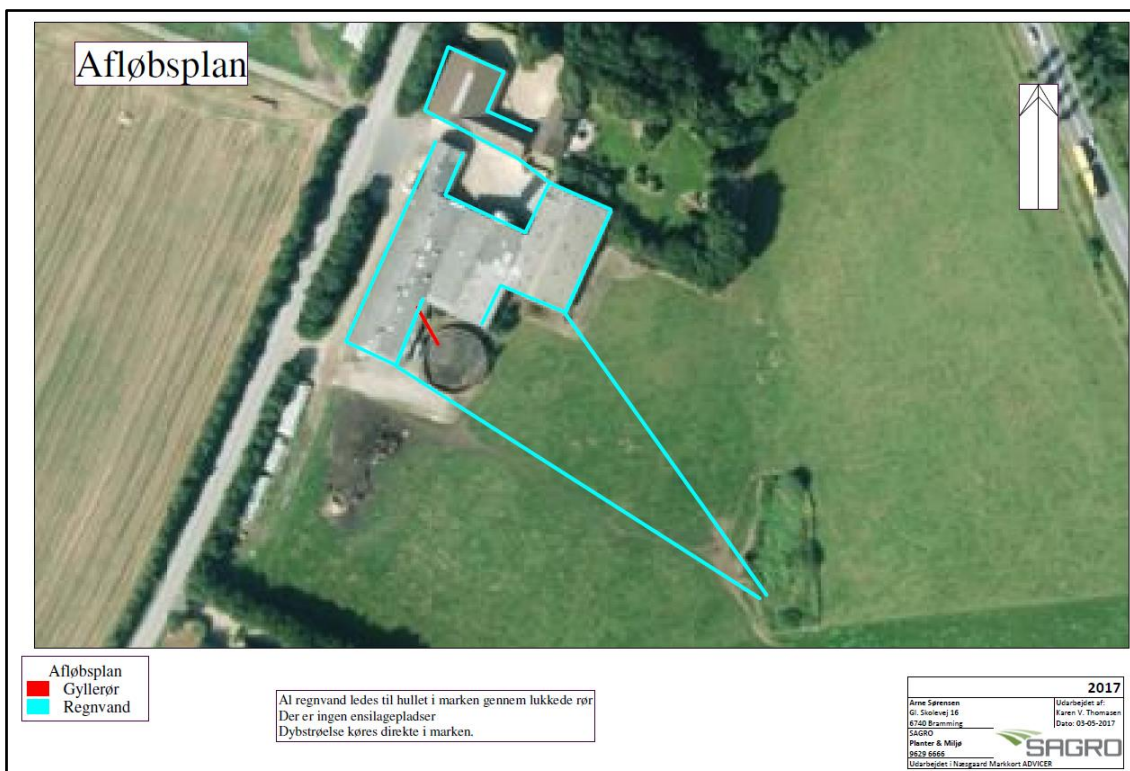 Afløbsplan
Afløbsplan
Gyllerør
Regnvand
Al regnvand ledes til hullet i marken gennem lukkede rør
Der er ingen ensilagepladser
Dybstrøelse køres direkte i marken.
2017
Arne Sørensen
Gl. Skolevej 16
6740 Bramming
Udarbejdet af:
Karen V. Thomasen
Dato: 03-05-2017
SAGRO
Planter & Miljø
9629 6666
SAGRO
Udarbejdet i Næsgaard Markkort ADVICER